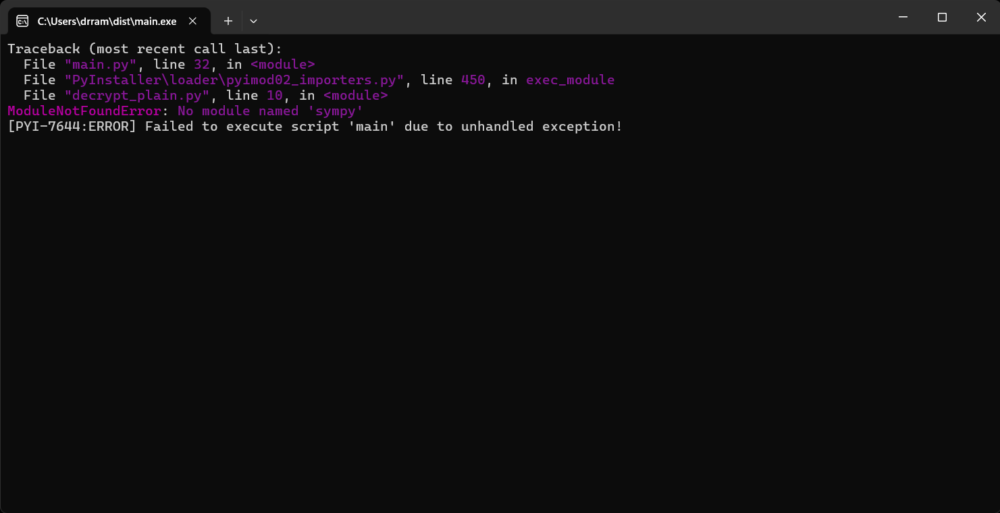 C:\Users\drram\dist\main.exe
Traceback (most recent call last):
  File "main.py", line 32, in <module>
  File "PyInstaller\loader\pyimod02_importers.py", line 450, in exec_module
  File "decrypt_plain.py", line 10, in <module>
ModuleNotFoundError: No module named 'sympy'
[PYI-7644:ERROR] Failed to execute script 'main' due to unhandled exception!